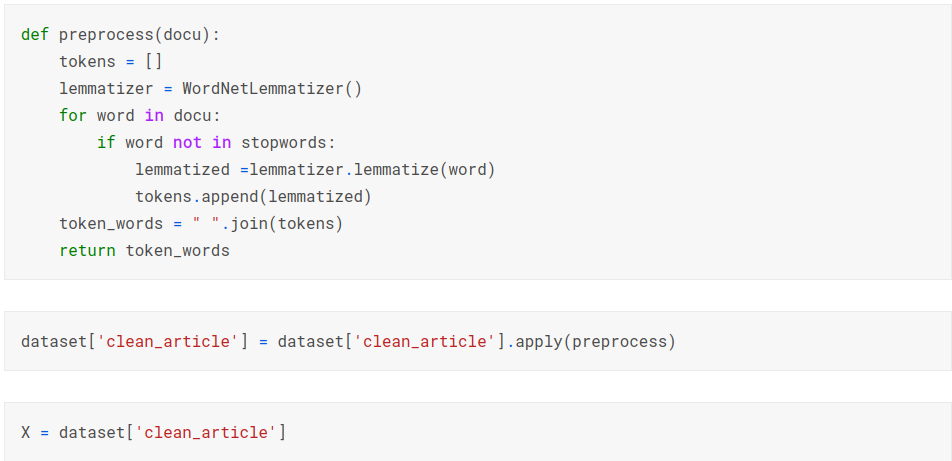 def preprocess(docu):
    tokens = []
    lemmatizer = WordNetLemmatizer()
    for word in docu:
        if word not in stopwords:
            lemmatized =lemmatizer.lemmatize(word)
            tokens.append(lemmatized)
    token_words = " ".join(tokens)
    return token_words
dataset['clean_article'] = dataset['clean_article'].apply(preprocess)
X = dataset['clean_article']